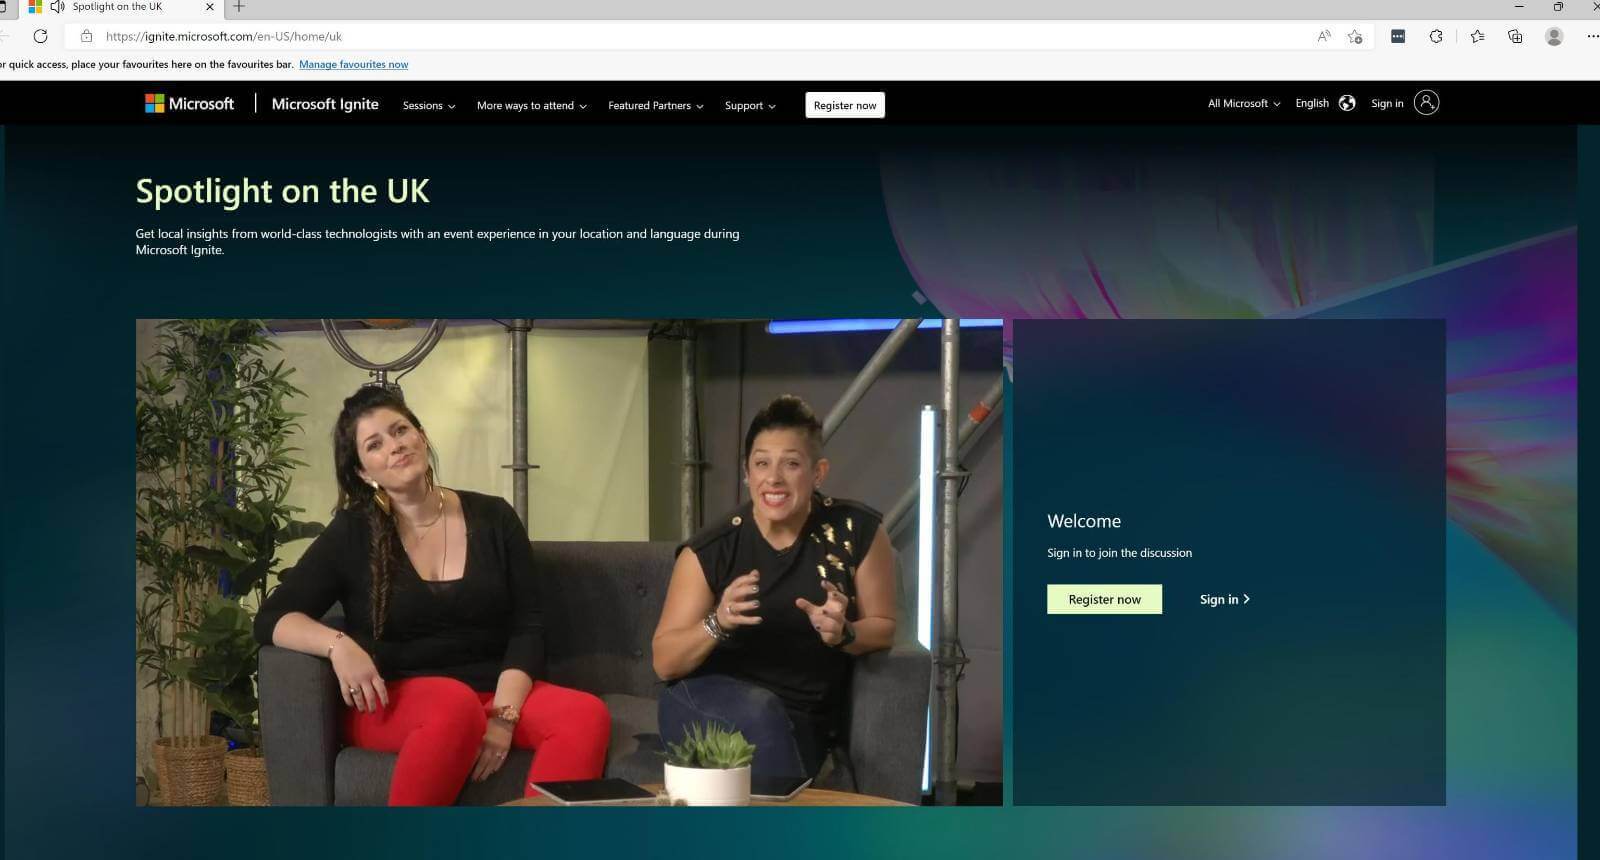 Spotlight on the UK
https://ignite.microsoft.com/en-US/home/uk
or quick access, place your favourites here on the favourites bar. Manage favourites now
Microsoft | Microsoft Ignite Sessions More ways to attend Featured Partners Support Register now All Microsoft English Sign in
Spotlight on the UK
Get local insights from world-class technologists with an event experience in your location and language during
Microsoft Ignite.
Welcome
Sign in to join the discussion
Register now Sign in